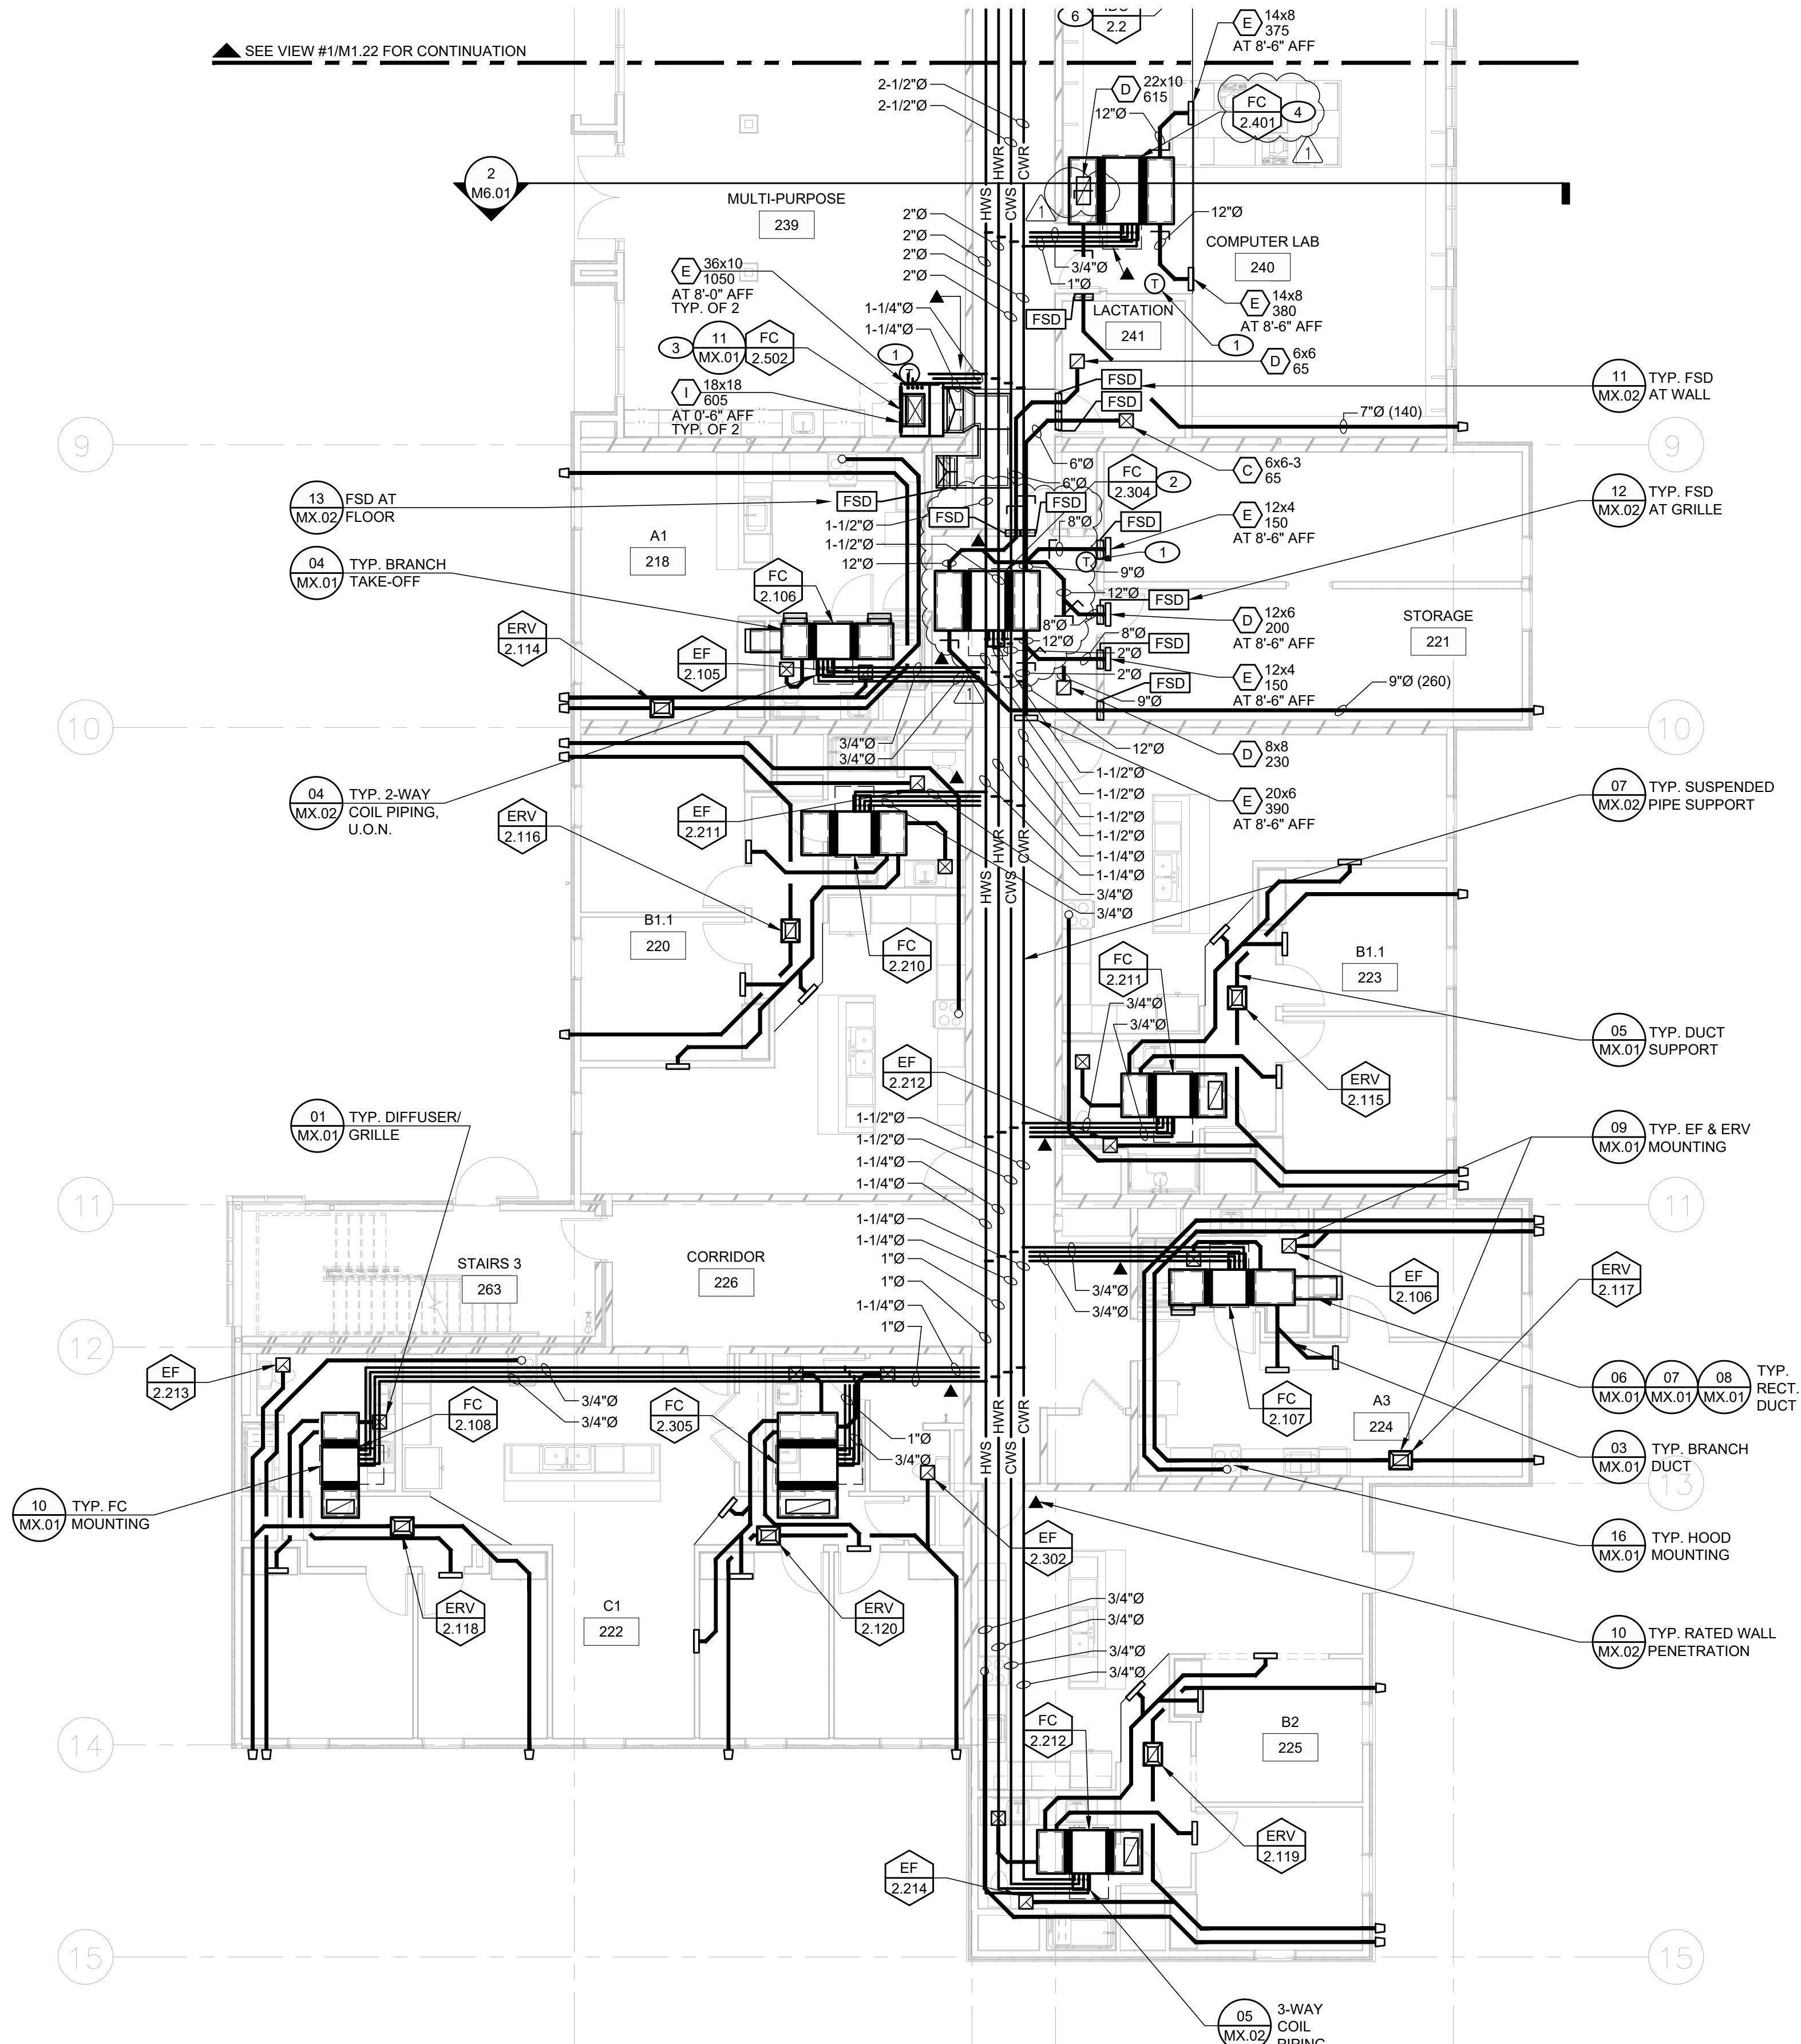 SEE VIEW #1/M1.22 FOR CONTINUATION
6
2.2
E
14x8
375
AT 8'-6" AFF
2-1/2"Ø
2-1/2"Ø
D
22x10
615
12"Ø
FC
2.401
4
1
HWR
CWR
2
M6.01
MULTI-PURPOSE
239
HWS
CWS
1
2"Ø
2"Ø
2"Ø
2"Ø
12"Ø
COMPUTER LAB
240
3/4"Ø
1"Ø
T
E
36x10
1050
AT 8'-0" AFF
TYP. OF 2
E
14x8
380
AT 8'-6" AFF
1-1/4"Ø
1-1/4"Ø
FSD
LACTATION
241
1
3
11
MX.01
FC
2.502
1
T
D
6x6
65
I
18x18
605
AT 0'-6" AFF
TYP. OF 2
FSD
FSD
11
MX.02
TYP. FSD
AT WALL
7"Ø (140)
9
9
6"Ø
6"Ø
C
6x6-3
65
FC
2.304
2
13
MX.02
FSD AT
FLOOR
FSD
FSD
FSD
12
MX.02
TYP. FSD
AT GRILLE
1-1/2"Ø
1-1/2"Ø
12"Ø
8"Ø
FSD
E
12x4
150
AT 8'-6" AFF
A1
218
T
1
04
MX.01
TYP. BRANCH
TAKE-OFF
FC
2.106
9"Ø
12"Ø
FSD
8"Ø
12"Ø
D
12x6
200
AT 8'-6" AFF
STORAGE
221
ERV
2.114
EF
2.105
8"Ø
FSD
2"Ø
2"Ø
E
12x4
150
AT 8'-6" AFF
1
FSD
9"Ø
9"Ø (260)
10
10
3/4"Ø
3/4"Ø
12"Ø
D
8x8
230
1-1/2"Ø
1-1/2"Ø
1-1/2"Ø
1-1/2"Ø
1-1/4"Ø
1-1/4"Ø
3/4"Ø
3/4"Ø
E
20x6
390
AT 8'-6" AFF
07
MX.02
TYP. SUSPENDED
PIPE SUPPORT
04
MX.02
TYP. 2-WAY
COIL PIPING,
U.O.N.
ERV
2.116
EF
2.211
HWR
CWR
HWS
CWS
B1.1
220
FC
2.210
FC
2.211
B1.1
223
3/4"Ø
3/4"Ø
05
MX.01
TYP. DUCT
SUPPORT
EF
2.212
ERV
2.115
01
MX.01
TYP. DIFFUSER/
GRILLE
1-1/2"Ø
1-1/2"Ø
1-1/4"Ø
1-1/4"Ø
09
MX.01
TYP. EF & ERV
MOUNTING
11
11
1-1/4"Ø
1-1/4"Ø
1"Ø
1"Ø
1-1/4"Ø
1"Ø
STAIRS 3
263
CORRIDOR
226
3/4"Ø
3/4"Ø
EF
2.106
ERV
2.117
12
EF
2.213
FC
2.108
3/4"Ø
3/4"Ø
FC
2.305
1"Ø
3/4"Ø
HWR
CWR
HWS
CWS
FC
2.107
A3
224
06
MX.01
07
MX.01
08
MX.01
TYP.
RECT.
DUCT
03
MX.01
TYP. BRANCH
DUCT
13
10
MX.01
TYP. FC
MOUNTING
EF
2.302
16
MX.01
TYP. HOOD
MOUNTING
ERV
2.118
C1
222
ERV
2.120
3/4"Ø
3/4"Ø
3/4"Ø
3/4"Ø
10
MX.02
TYP. RATED WALL
PENETRATION
FC
2.212
B2
225
14
EF
2.214
ERV
2.119
15
15
05
MX.02
3-WAY
COIL
PIPING